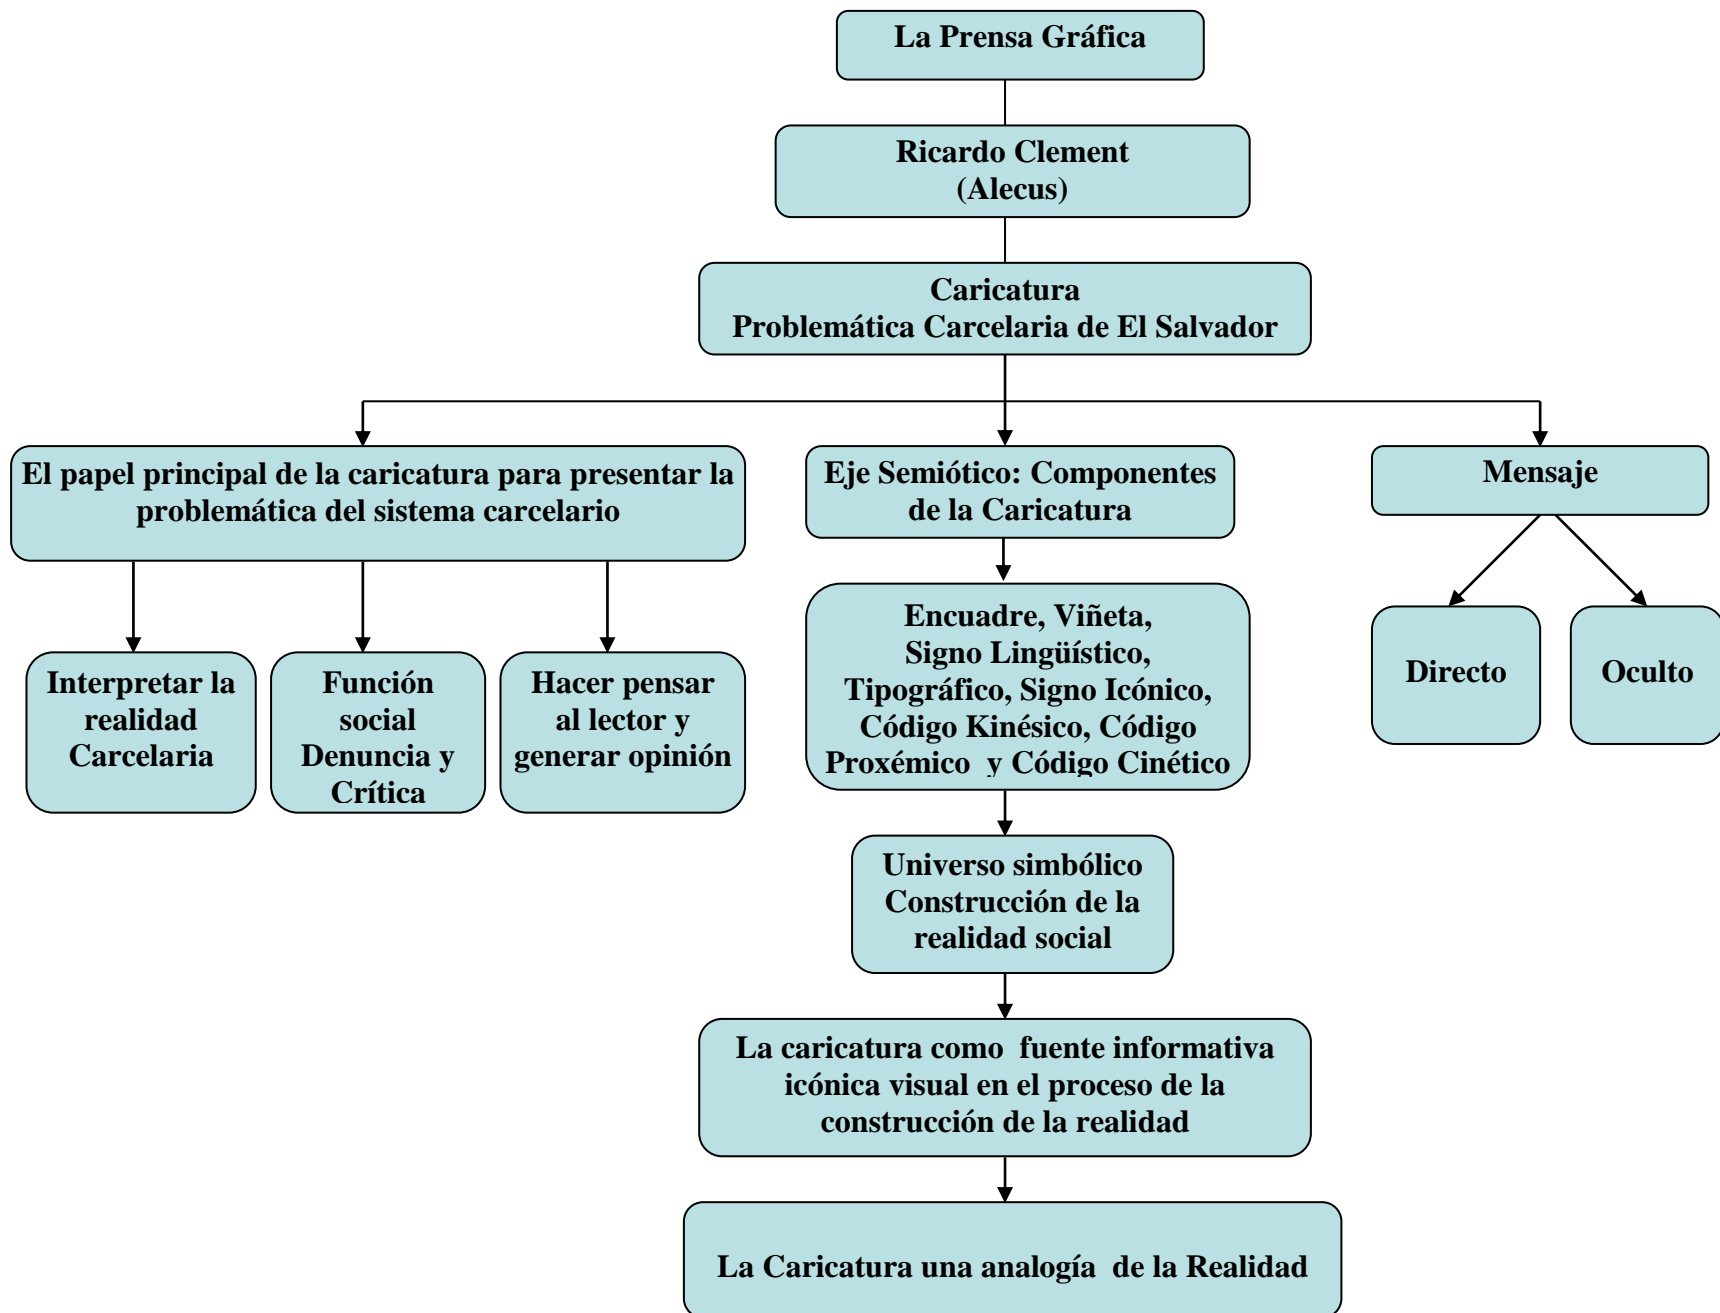 La Prensa Gráfica
Ricardo Clement
(Alecus)
Caricatura
Problemática Carcelaria de El Salvador
El papel principal de la caricatura para presentar la
problemática del sistema carcelario
Eje Semiótico: Componentes
de la Caricatura
Mensaje
Interpretar la
realidad
Carcelaria
Función
social
Denuncia y
Crítica
Hacer pensar
al lector y
generar opinión
Encuadre, Viñeta,
Signo Lingüístico,
Tipográfico, Signo Icónico,
Código Kinésico, Código
Proxémico y Código Cinético
Directo
Oculto
Universo simbólico
Construcción de la
realidad social
La caricatura como fuente informativa
icónica visual en el proceso de la
construcción de la realidad
La Caricatura una analogía de la Realidad